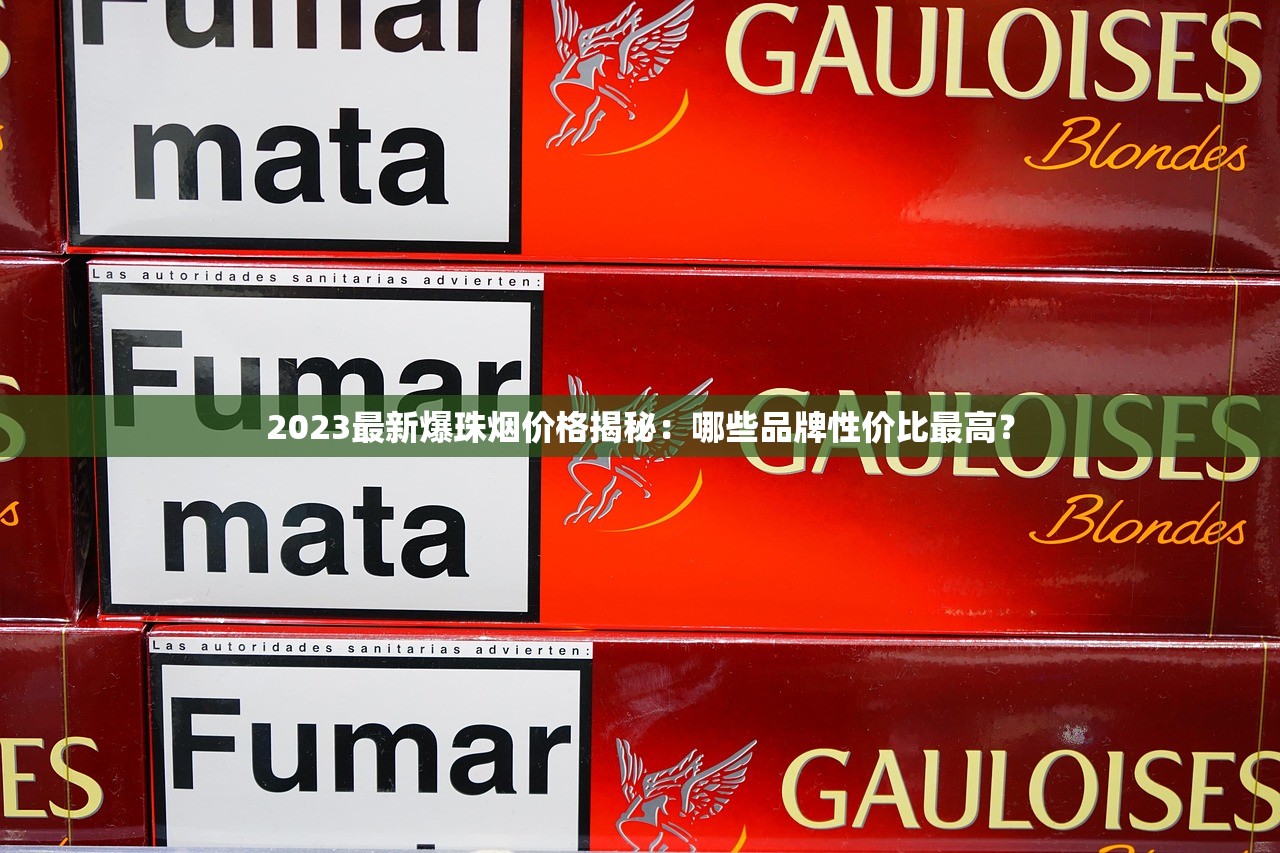 Fumar
mata
GAULOISES
Blondes
Las autoridades sanitarias advierten:
Fumar
mata
GAULOISES
Blondes
2023最新爆珠烟价格揭秘：哪些品牌性价比最高？
Las autoridades sanitarias advierten:
Fumar
ES
GAULOISES